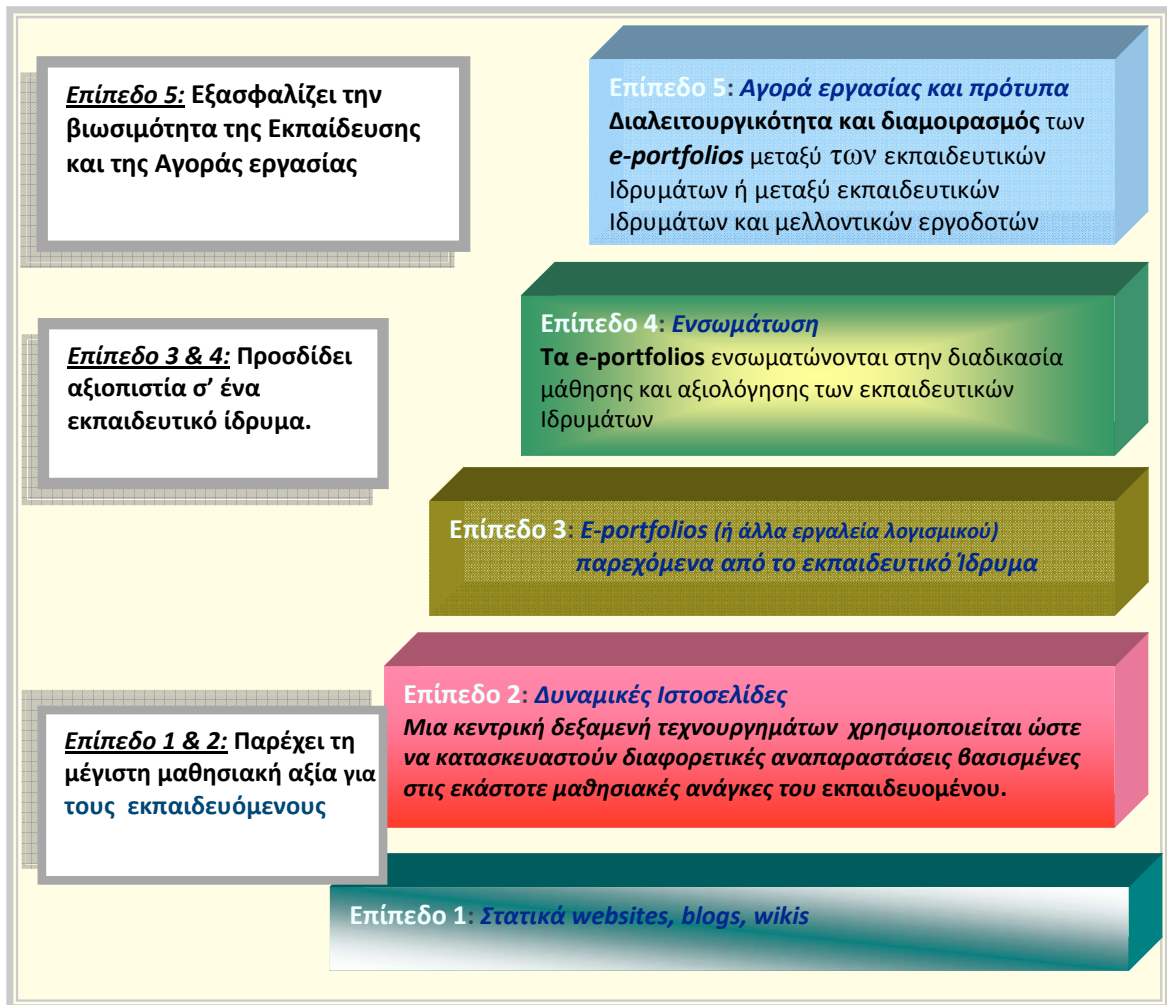 Επίπεδο 5: Εξασφαλίζει την
βιωσιμότητα της Εκπαίδευσης
και της Αγοράς εργασίας
Επίπεδο 5: Αγορά εργασίας και πρότυπα
Διαλειτουργικότητα και διαμοιρασμός των
e-portfolios μεταξύ των εκπαιδευτικών
Ιδρυμάτων ή μεταξύ εκπαιδευτικών
Ιδρυμάτων και μελλοντικών εργοδοτών
Επίπεδο 3 & 4: Προσδίδει
αξιοπιστία σ’ ένα
εκπαιδευτικό ίδρυμα.
Επίπεδο 4: Ενσωμάτωση
Τα e-portfolios ενσωματώνονται στην διαδικασία
μάθησης και αξιολόγησης των εκπαιδευτικών
Ιδρυμάτων
Επίπεδο 3: E-portfolios (ή άλλα εργαλεία λογισμικού)
παρεχόμενα από το εκπαιδευτικό Ίδρυμα
Επίπεδο 1 & 2: Παρέχει τη
μέγιστη μαθησιακή αξία για
τους εκπαιδευόμενους
Επίπεδο 2: Δυναμικές Ιστοσελίδες
Μια κεντρική δεξαμενή τεχνουργημάτων χρησιμοποιείται ώστε
να κατασκευαστούν διαφορετικές αναπαραστάσεις βασισμένες
στις εκάστοτε μαθησιακές ανάγκες του εκπαιδευομένου.
Επίπεδο 1: Στατικά websites, blogs, wikis